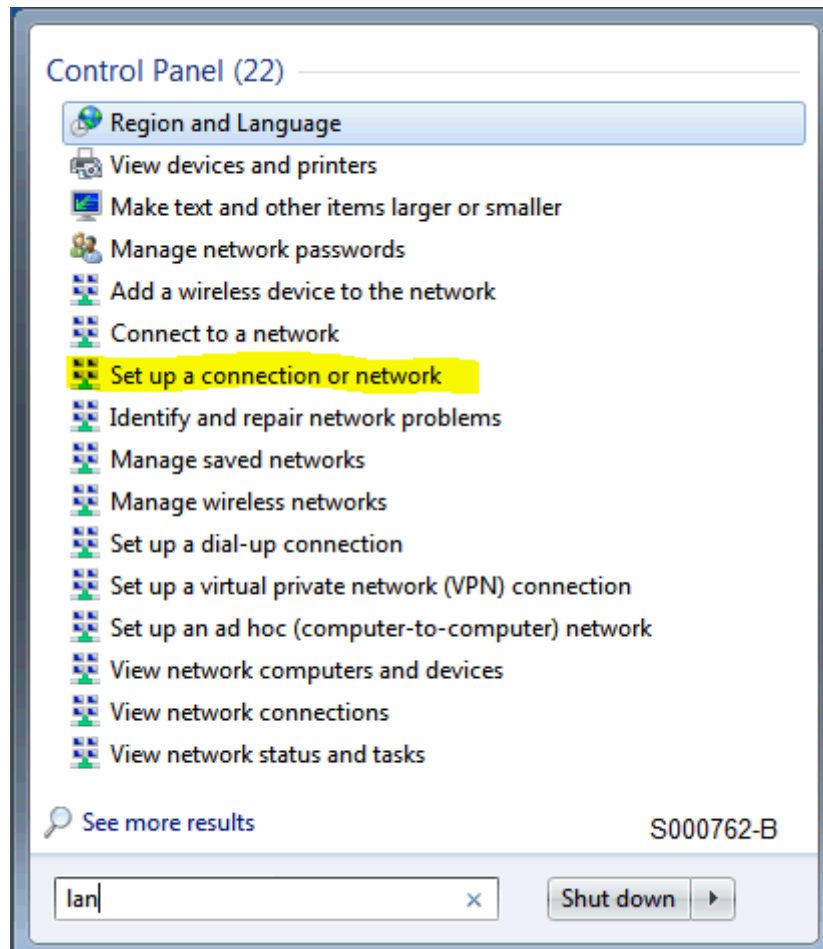 Control Panel (22)
Region and Language
View devices and printers
Make text and other items larger or smaller
Manage network passwords
Add a wireless device to the network
Connect to a network
Set up a connection or network
Identify and repair network problems
Manage saved networks
Manage wireless networks
Set up a dial-up connection
Set up a virtual private network (VPN) connection
Set up an ad hoc (computer-to-computer) network
View network computers and devices
View network connections
View network status and tasks
See more results
S000762-B
lan
Shut down